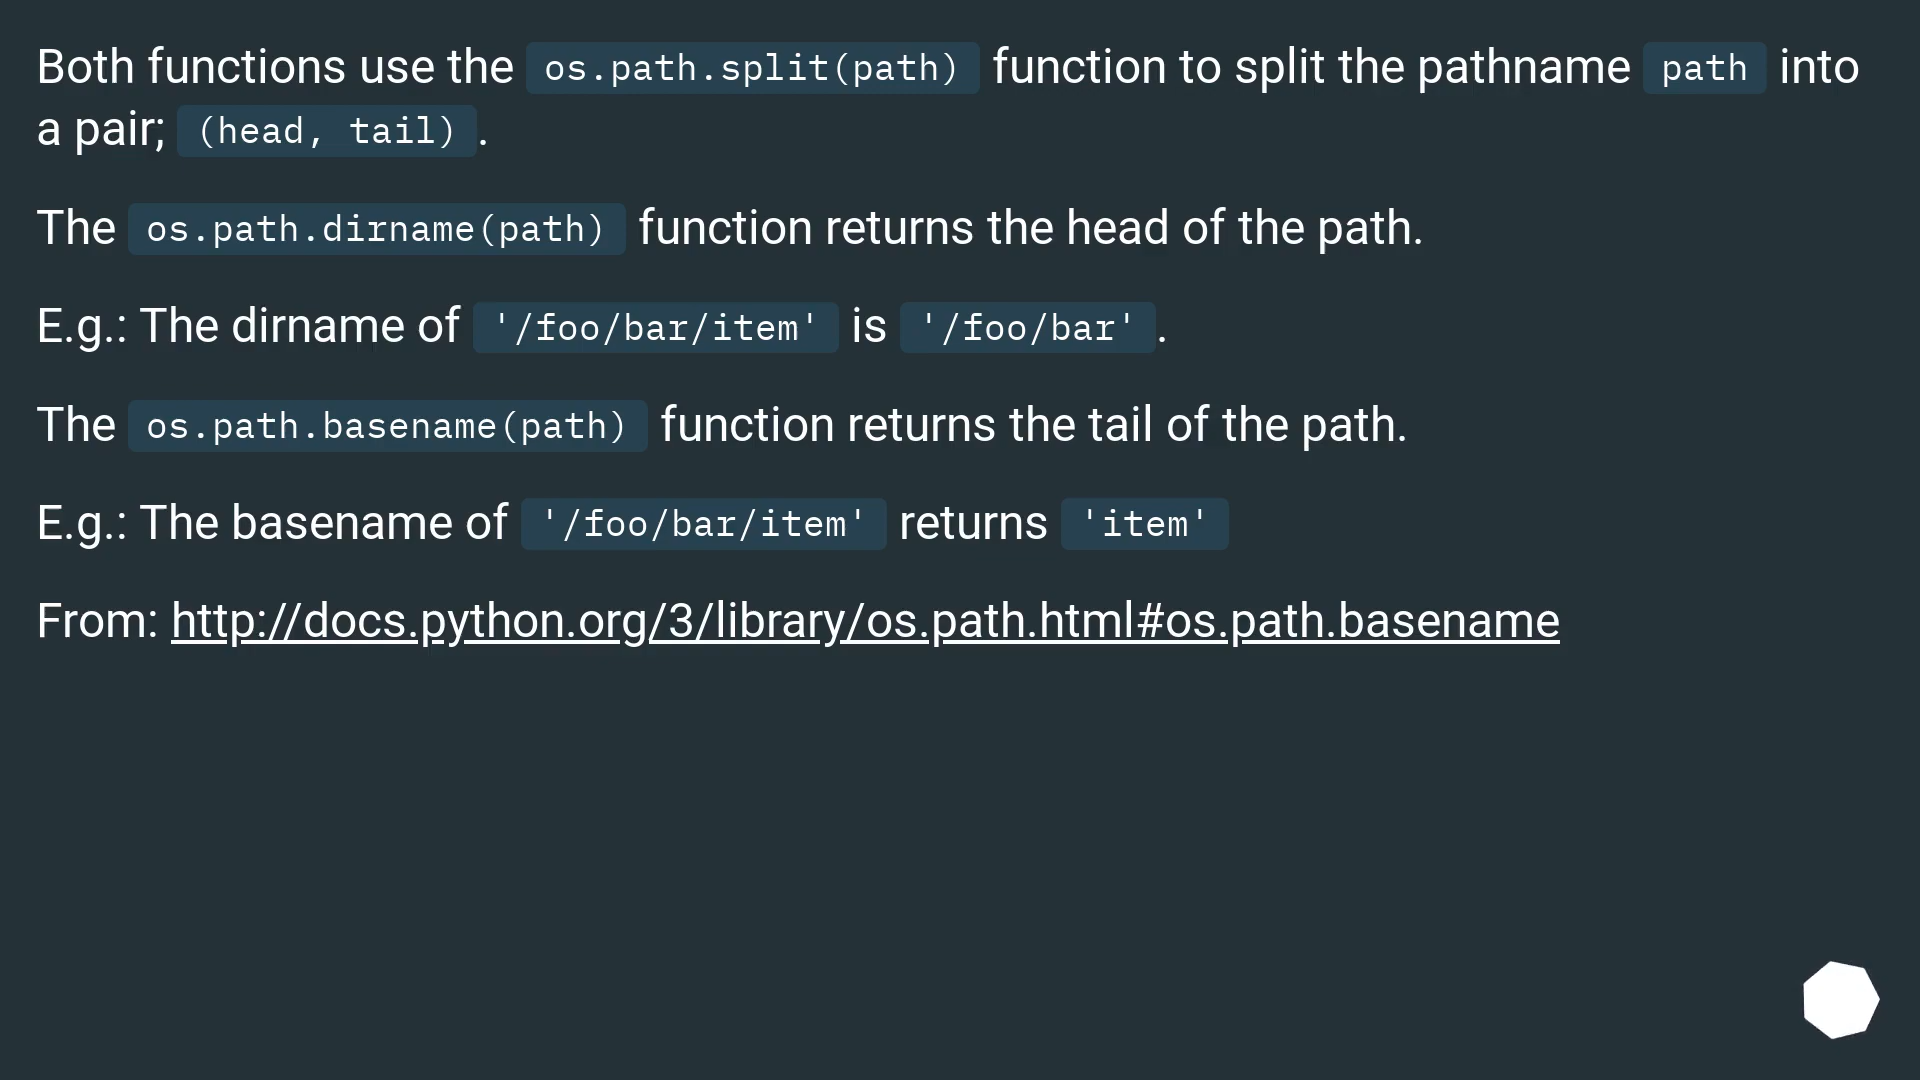 Both functions use the os.path.split(path) function to split the pathname path into
a pair; (head, tail) .
The os.path.dirname(path) function returns the head of the path.
E.g.: The dirname of '/foo/bar/item' is '/foo/bar' .
The os.path.basename(path) function returns the tail of the path.
E.g.: The basename of '/foo/bar/item' returns 'item'
From: http://docs.python.org/3/library/os.path.html#os.path.basename